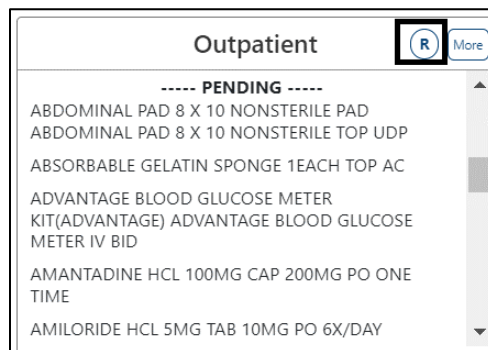 Outpatient
R
More
----- PENDING -----
ABDOMINAL PAD 8 X 10 NONSTERILE PAD
ABDOMINAL PAD 8 X 10 NONSTERILE TOP UDP
ABSORBABLE GELATIN SPONGE 1EACH TOP AC
ADVANTAGE BLOOD GLUCOSE METER
KIT(ADVANTAGE) ADVANTAGE BLOOD GLUCOSE
METER IV BID
AMANTADINE HCL 100MG CAP 200MG PO ONE
TIME
AMILORIDE HCL 5MG TAB 10MG PO 6X/DAY